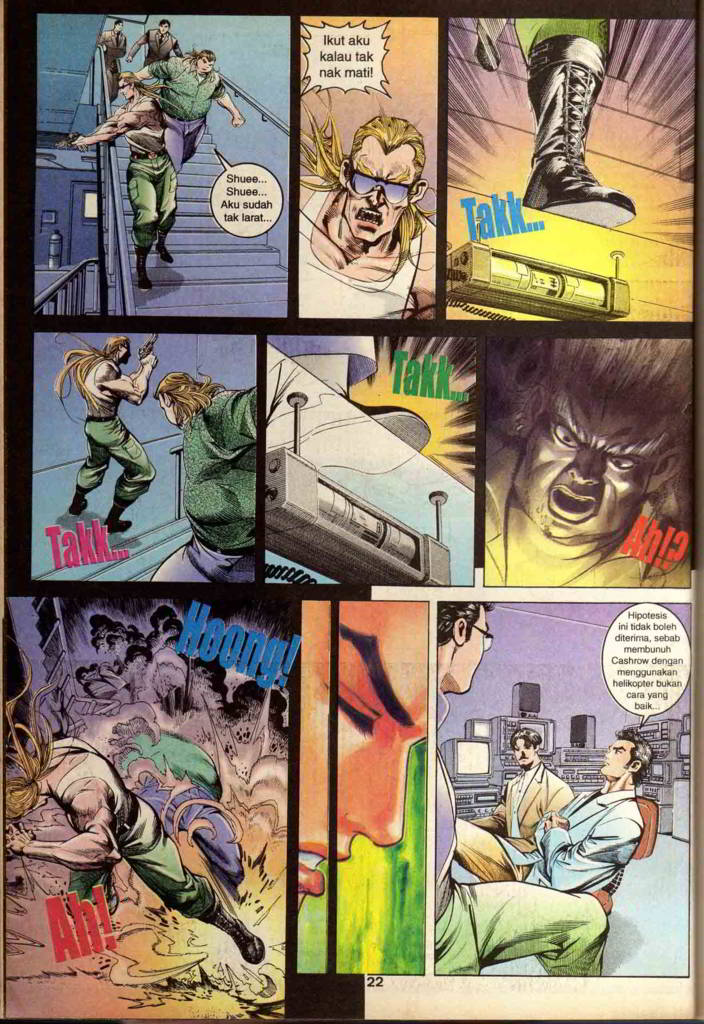 Shuee...
Shuee...
Aku sudah
tak larat...
Ikut aku
kalau tak
nak mati!
Takk...
Takk...
Takk...
Ah!?
Hoong!
Ah!
Hipotesis
ini tidak boleh
diterima, sebab
membunuh
Cashrow dengan
menggunakan
helikopter bukan
cara yang
baik...
22